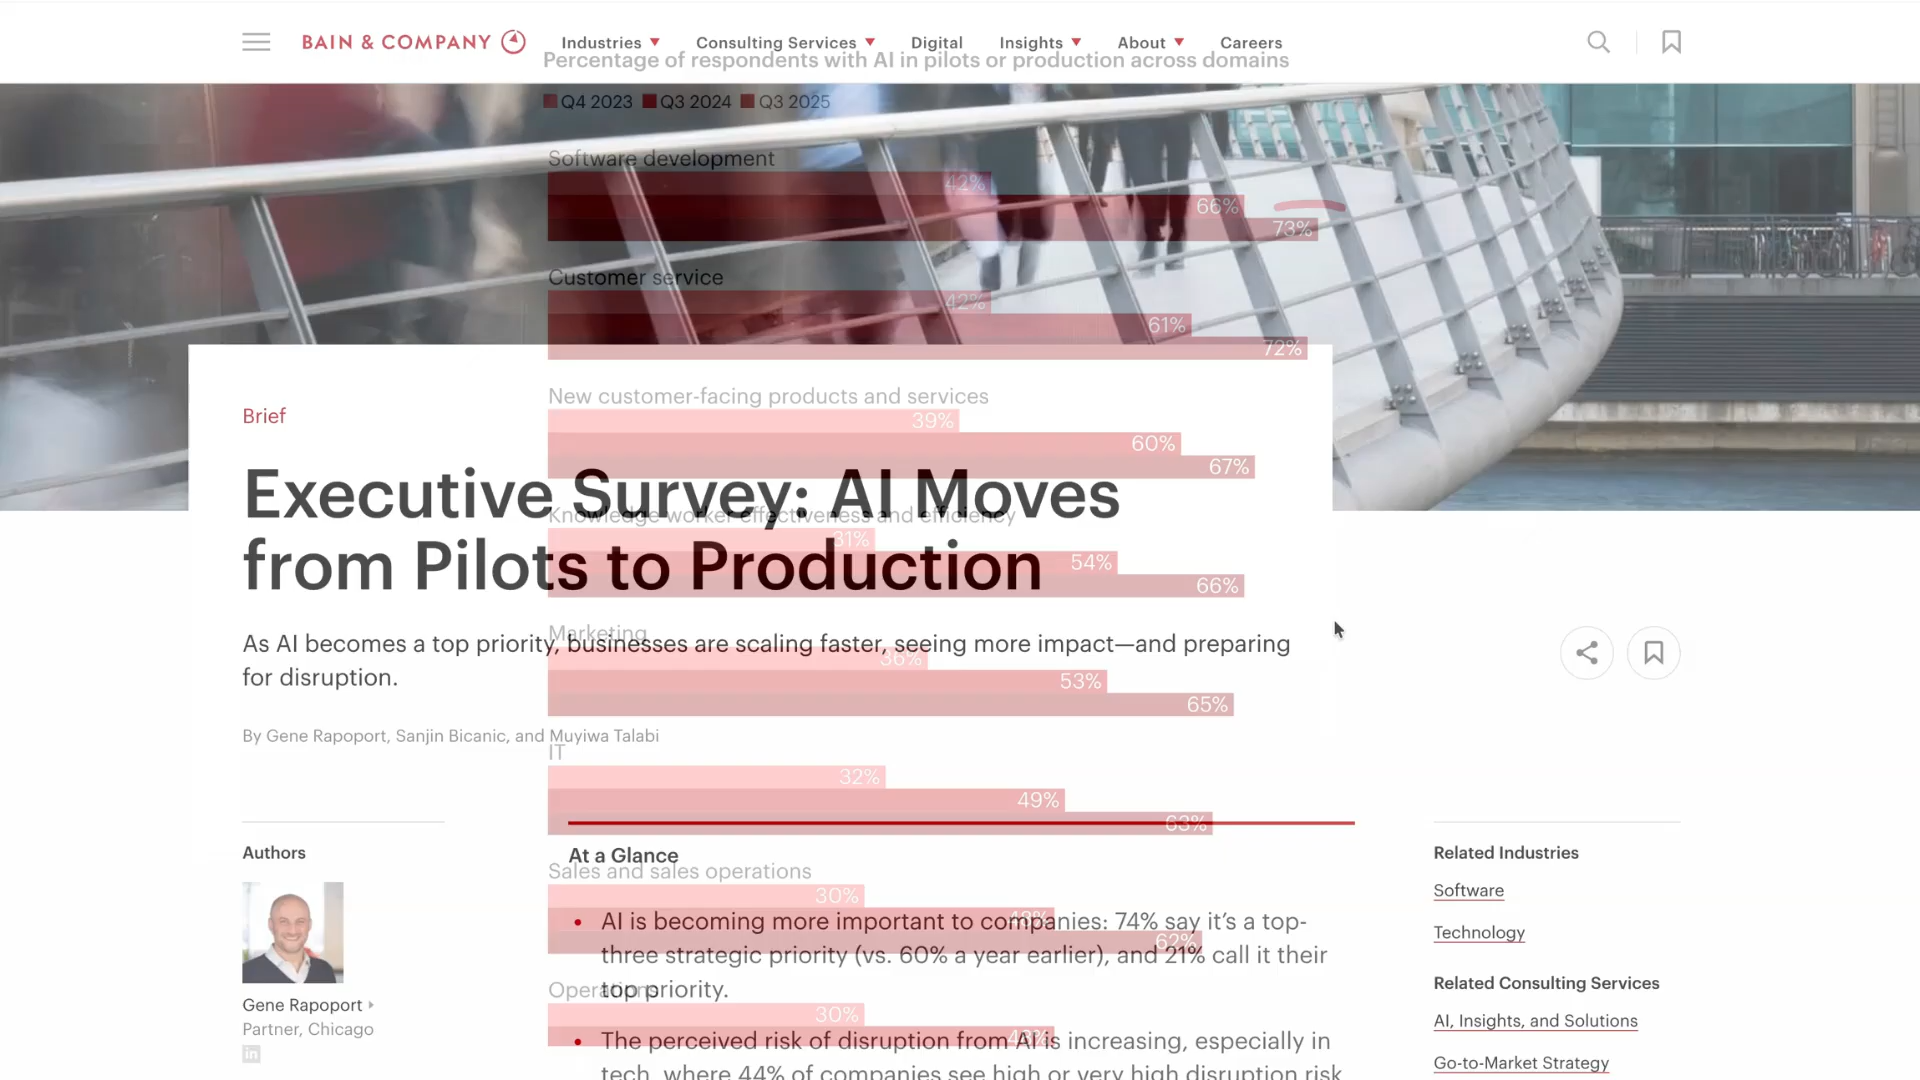 BAIN & COMPANY
Industries
Consulting Services
Digital
Insights
About
Careers
Percentage of respondents with AI in pilots or production across domains
Q4 2023
Q3 2024
Q3 2025
Software development
42%
66%
73%
Customer service
42%
61%
72%
New customer-facing products and services
39%
60%
67%
Brief
Executive Survey: AI Moves
from Pilots to Production
Knowledge worker effectiveness and efficiency
31%
54%
66%
As AI becomes a top priority, businesses are scaling faster, seeing more impact—and preparing
for disruption.
Marketing
36%
53%
65%
By Gene Rapoport, Sanjin Bicanic, and Muyiwa Talabi
IT
32%
49%
63%
Authors
Gene Rapoport
Partner, Chicago
in
At a Glance
Sales and sales operations
30%
62%
• AI is becoming more important to companies: 74% say it's a top-
three strategic priority (vs. 60% a year earlier), and 21% call it their
top priority.
Operations
30%
• The perceived risk of disruption from AI is increasing, especially in
tech, where 44% of companies see high or very high disruption risk
Related Industries
Software
Technology
Related Consulting Services
AI, Insights, and Solutions
Go-to-Market Strategy